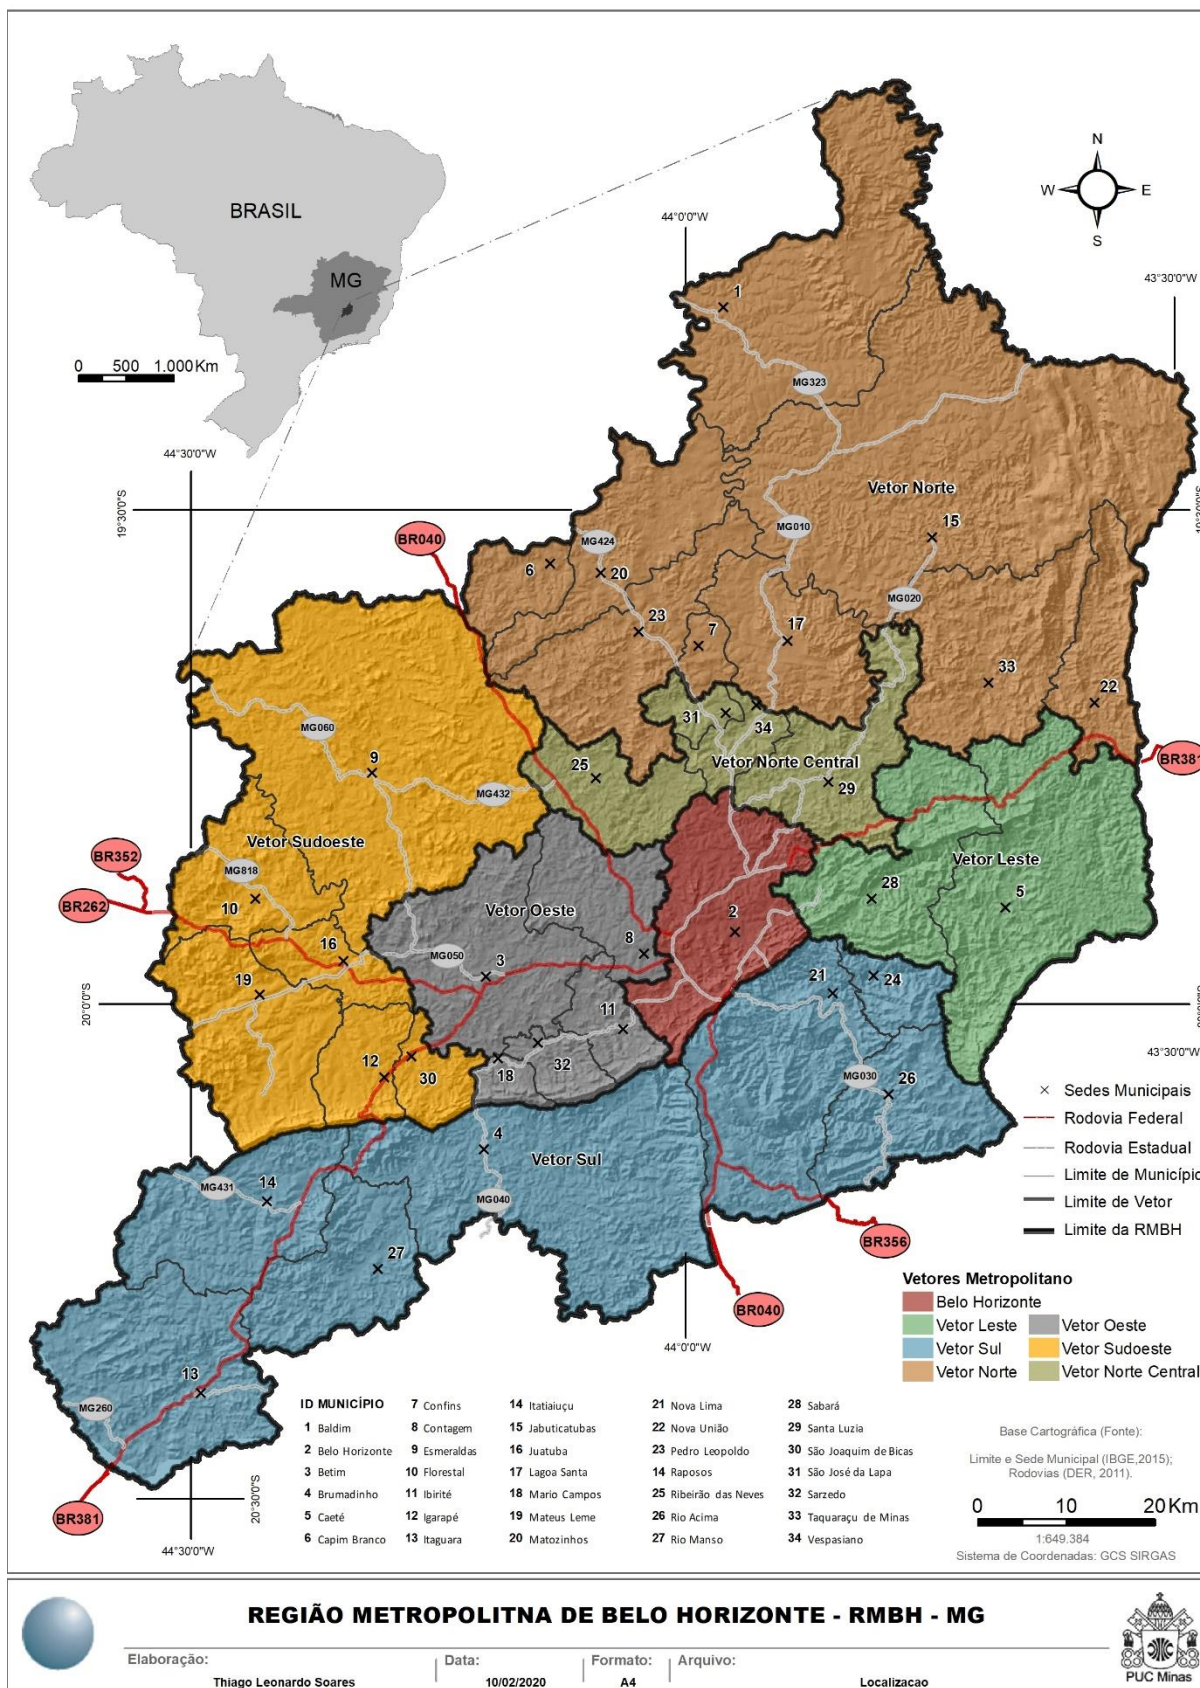 BRASIL
MG
0 500 1.000 Km
N
W E
S
44°0'0"W
43°30'0"W
44°30'0"W
19°30'0"S
19°30'0"S
1
MG323
Vetor Norte
BR040
MG424
MG010
15
6
20
MG020
23
7
17
33
22
31
34
MG060
9
25
Vetor Norte Central
BR381
MG432
29
Vetor Sudoeste
BR352
MG818
Vetor Leste
BR262
10
Vetor Oeste
28
5
2
16
MG050
8
3
19
21
24
20°0'0"S
11
43°30'0"W
12
30
18
32
MG030
26
4
Vetor Sul
MG431
14
MG040
27
BR356
BR040
44°0'0"W
13
MG260
BR381
20°30'0"S
44°30'0"W
Sedes Municipais
Rodovia Federal
Rodovia Estadual
Limite de Município
Limite de Vetor
Limite da RMBH
Vetores Metropolitano
Belo Horizonte
Vetor Leste Vetor Oeste
Vetor Sul Vetor Sudoeste
Vetor Norte Vetor Norte Central
ID MUNICÍPIO 7 Confins 14 Itatiaiuçu 21 Nova Lima 28 Sabará
1 Baldim 8 Contagem 15 Jabuticatubas 22 Nova União 29 Santa Luzia
2 Belo Horizonte 9 Esmeraldas 16 Juatuba 23 Pedro Leopoldo 30 São Joaquim de Bicas
3 Betim 10 Florestal 17 Lagoa Santa 14 Raposos 31 São José da Lapa
4 Brumadinho 11 Ibirité 18 Mario Campos 25 Ribeirão das Neves 32 Sarzedo
5 Caeté 12 Igarapé 19 Mateus Leme 26 Rio Acima 33 Taquaraçu de Minas
6 Capim Branco 13 Itaguara 20 Matozinhos 27 Rio Manso 34 Vespasiano
Base Cartográfica (Fonte):
Limite e Sede Municipal (IBGE,2015);
Rodovias (DER, 2011).
0 10 20 Km
1:649.384
Sistema de Coordenadas: GCS SIRGAS
REGIÃO METROPOLITNA DE BELO HORIZONTE - RMBH - MG
Elaboração: Data: Formato: Arquivo:
Thiago Leonardo Soares 10/02/2020 A4 Localizacao
PUC Minas